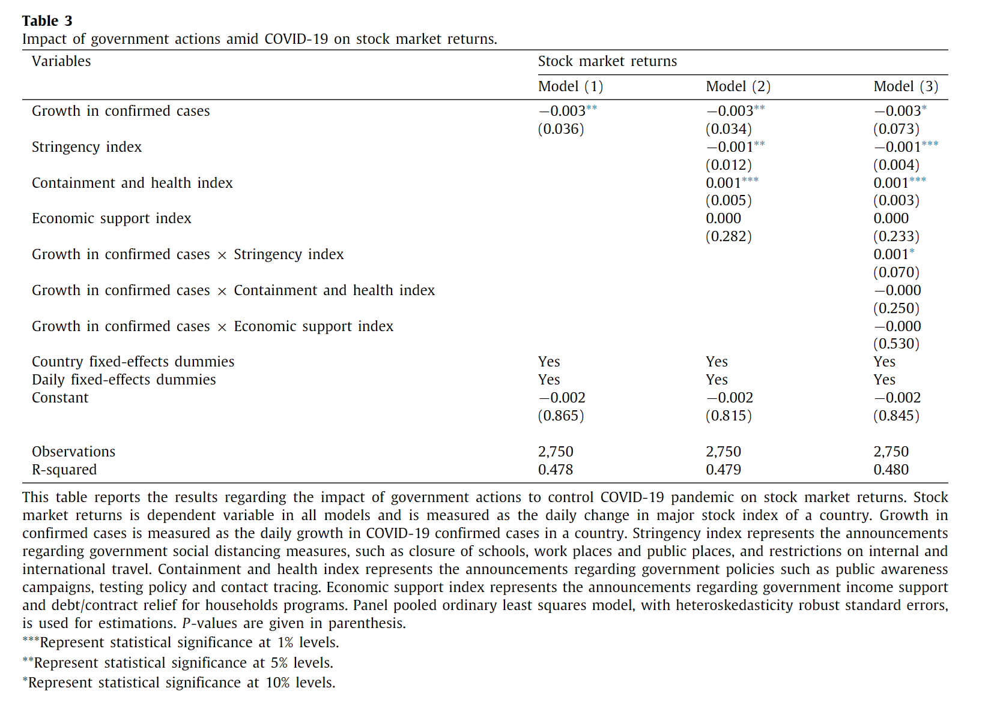 Table 3
Impact of government actions amid COVID-19 on stock market returns.
Variables Stock market returns
Model (1) Model (2) Model (3)
Growth in confirmed cases −0.003** −0.003** −0.003*
(0.036) (0.034) (0.073)
Stringency index −0.001** −0.001***
(0.012) (0.004)
Containment and health index 0.001*** 0.001***
(0.005) (0.003)
Economic support index 0.000 0.000
(0.282) (0.233)
Growth in confirmed cases × Stringency index 0.001*
(0.070)
Growth in confirmed cases × Containment and health index −0.000
(0.250)
Growth in confirmed cases × Economic support index −0.000
(0.530)
Country fixed-effects dummies Yes Yes Yes
Daily fixed-effects dummies Yes Yes Yes
Constant −0.002 −0.002 −0.002
(0.865) (0.815) (0.845)
Observations 2,750 2,750 2,750
R-squared 0.478 0.479 0.480
This table reports the results regarding the impact of government actions to control COVID-19 pandemic on stock market returns. Stock
market returns is dependent variable in all models and is measured as the daily change in major stock index of a country. Growth in
confirmed cases is measured as the daily growth in COVID-19 confirmed cases in a country. Stringency index represents the announcements
regarding government social distancing measures, such as closure of schools, work places and public places, and restrictions on internal and
international travel. Containment and health index represents the announcements regarding government policies such as public awareness
campaigns, testing policy and contact tracing. Economic support index represents the announcements regarding government income support
and debt/contract relief for households programs. Panel pooled ordinary least squares model, with heteroskedasticity robust standard errors,
is used for estimations. P-values are given in parenthesis.
***Represent statistical significance at 1% levels.
**Represent statistical significance at 5% levels.
*Represent statistical significance at 10% levels.